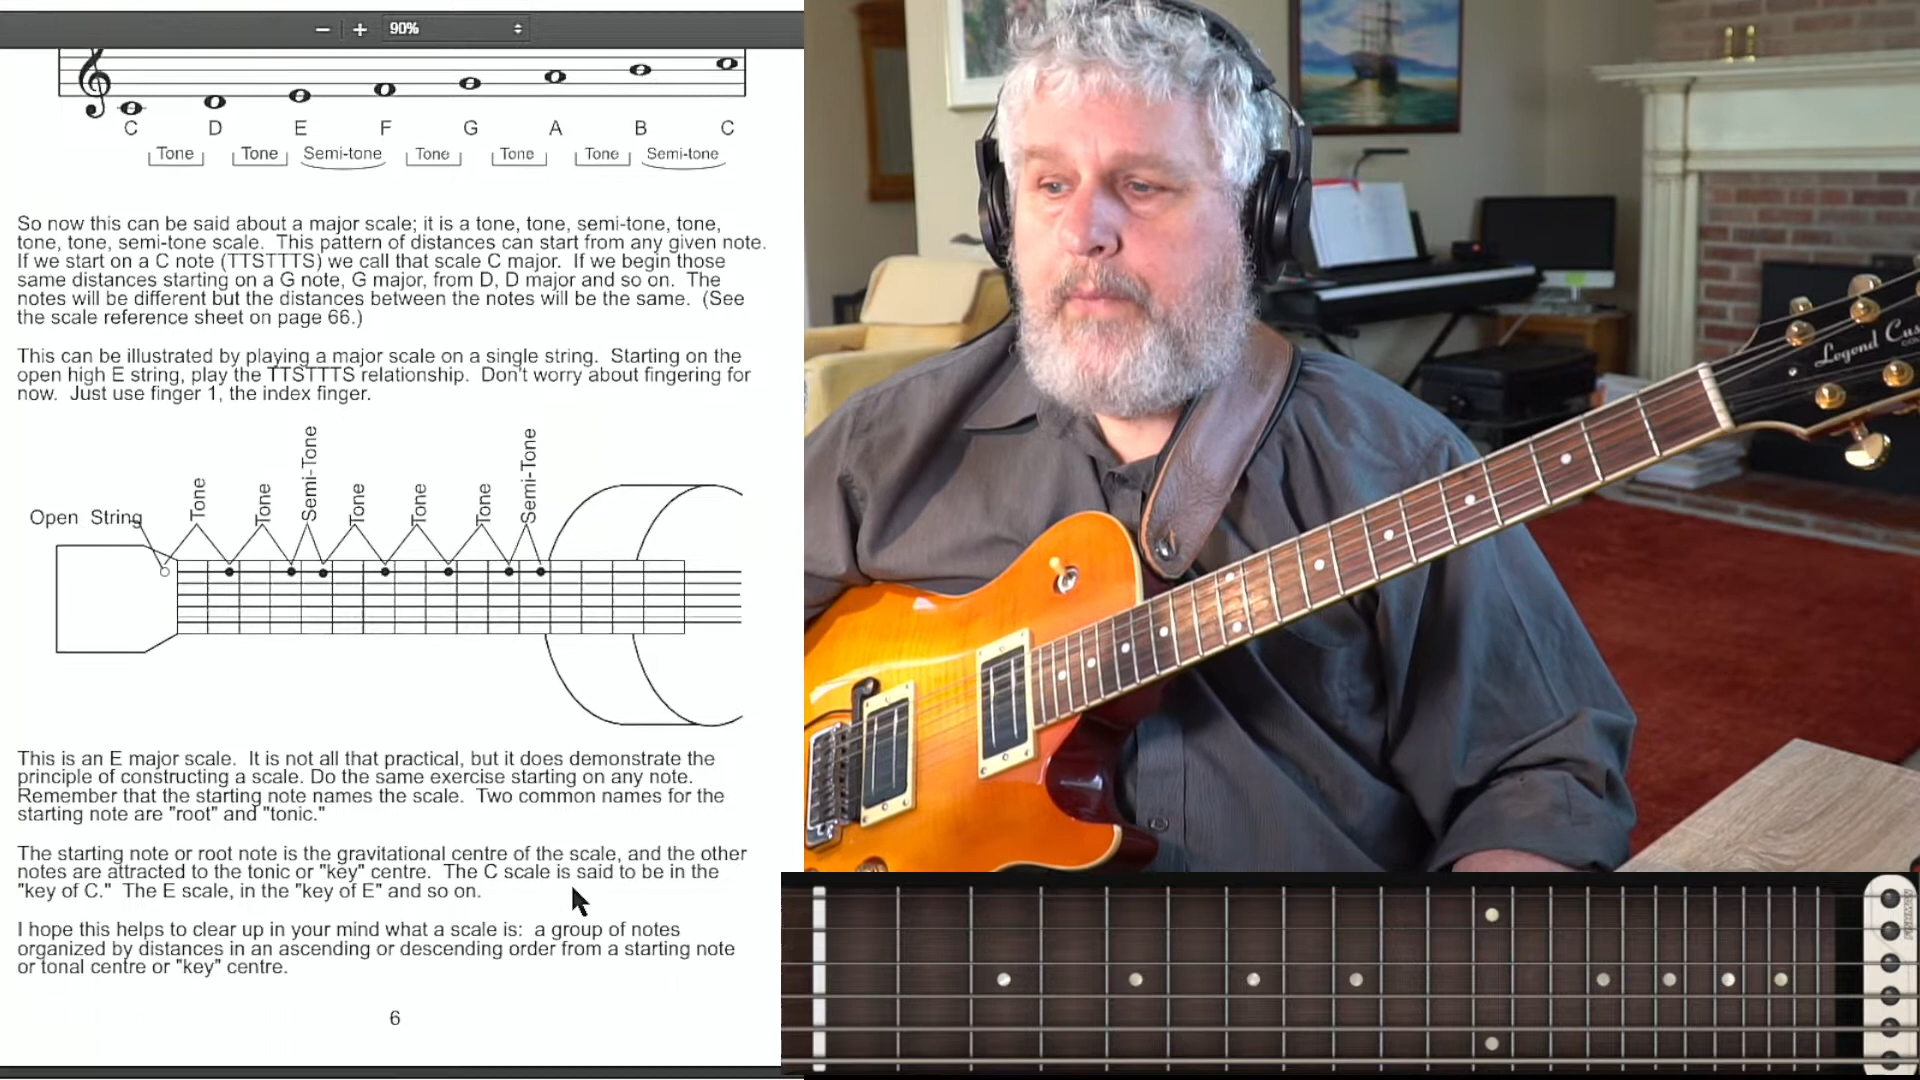 90%
C D E F G A B C
Tone Tone Semi-tone Tone Tone Tone Semi-tone
So now this can be said about a major scale; it is a tone, tone, semi-tone, tone,
tone, tone, semi-tone scale. This pattern of distances can start from any given note.
If we start on a C note (TTSTTTS) we call that scale C major. If we begin those
same distances starting on a G note, G major, from D, D major and so on. The
notes will be different but the distances between the notes will be the same. (See
the scale reference sheet on page 66.)
This can be illustrated by playing a major scale on a single string. Starting on the
open high E string, play the TTSTTTS relationship. Don't worry about fingering for
now. Just use finger 1, the index finger.
Open String
Tone
Tone
Semi-Tone
Tone
Tone
Tone
Semi-Tone
This is an E major scale. It is not all that practical, but it does demonstrate the
principle of constructing a scale. Do the same exercise starting on any note.
Remember that the starting note names the scale. Two common names for the
starting note are "root" and "tonic."
The starting note or root note is the gravitational centre of the scale, and the other
notes are attracted to the tonic or "key" centre. The C scale is said to be in the
"key of C." The E scale, in the "key of E" and so on.
I hope this helps to clear up in your mind what a scale is: a group of notes
organized by distances in an ascending or descending order from a starting note
or tonal centre or "key" centre.
6
Legend